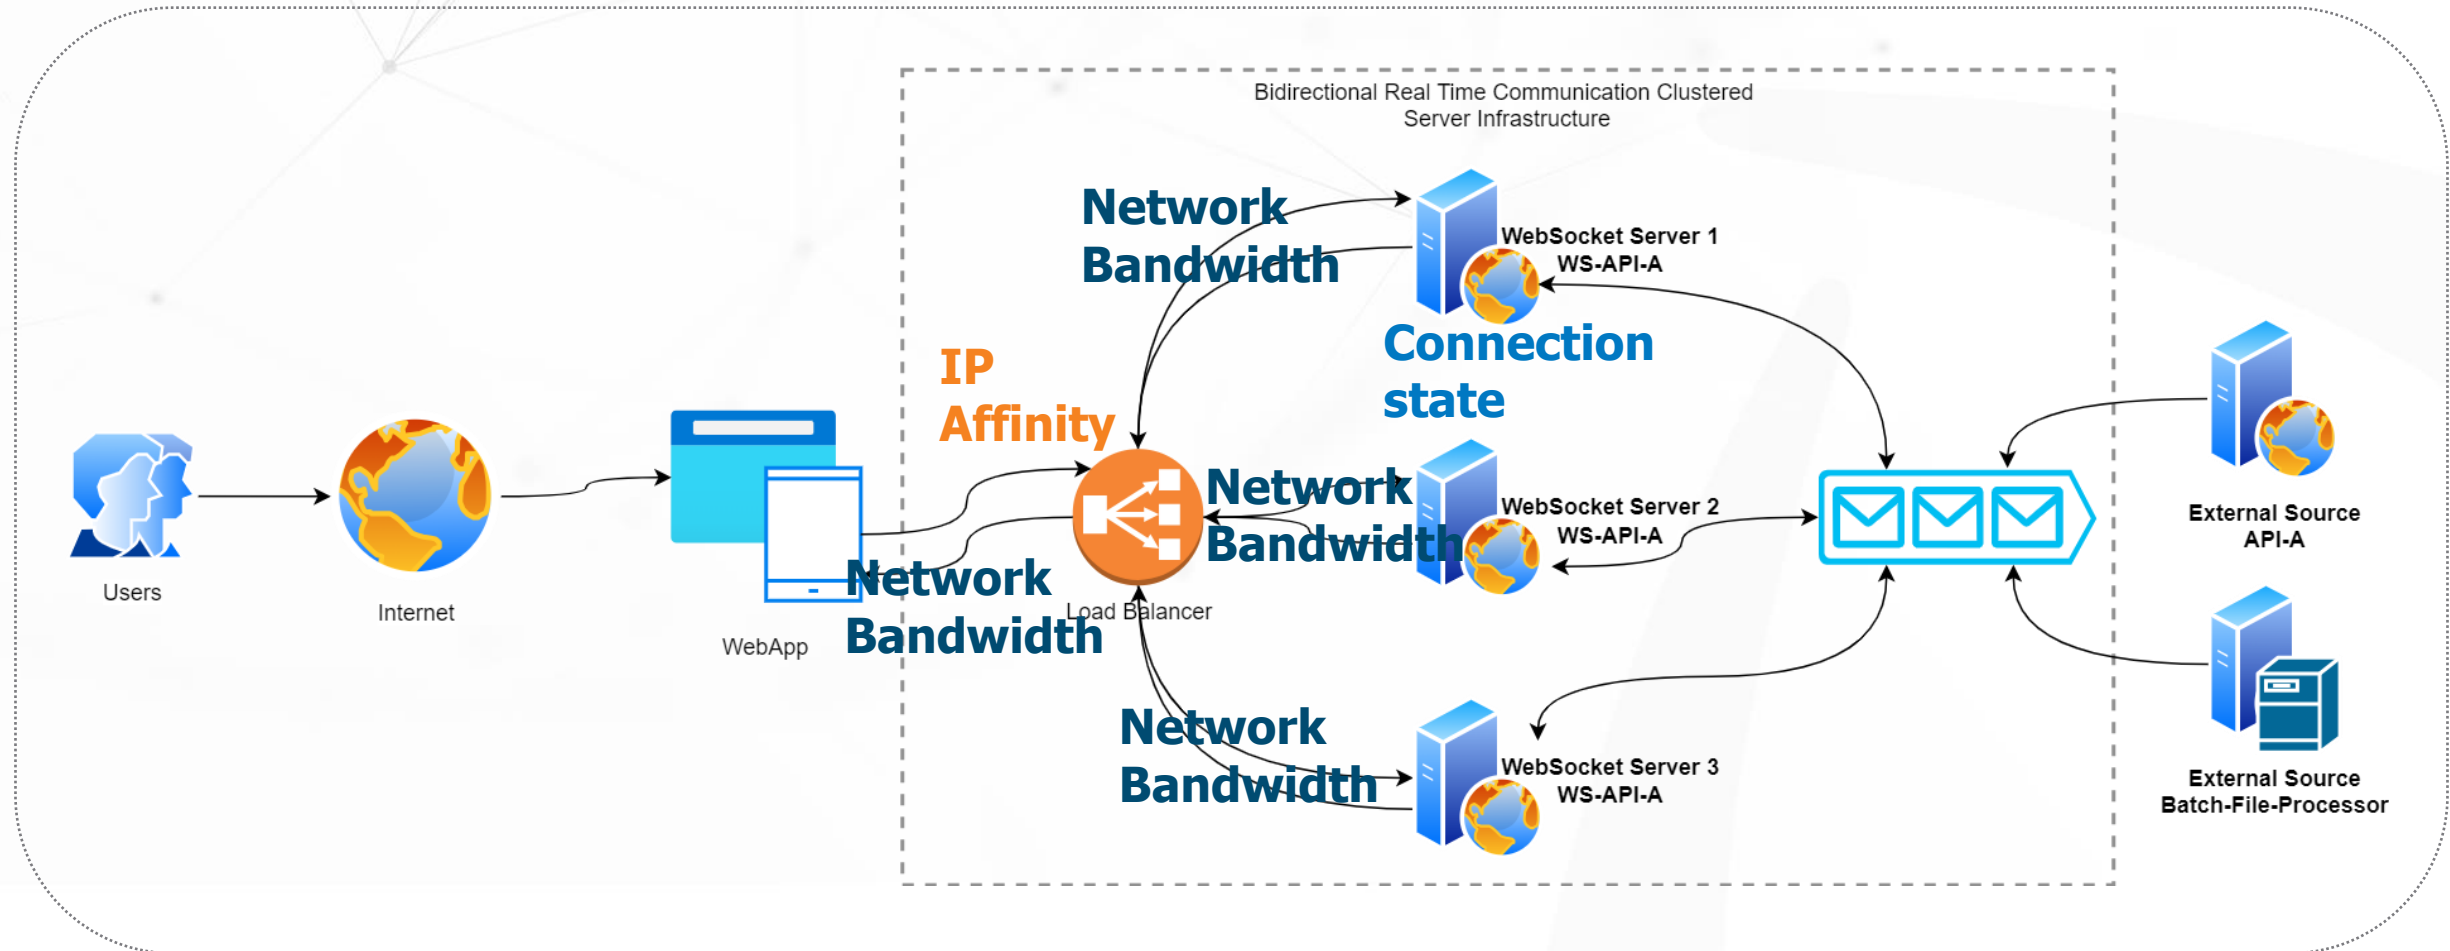 Bidirectional Real Time Communication Clustered
Server Infrastructure
Network
Bandwidth
WebSocket Server 1
WS-API-A
Connection
state
IP
Affinity
Network
Bandwidth
WebSocket Server 2
WS-API-A
External Source
API-A
Users
Internet
WebApp
Network
Bandwidth
Load Balancer
Network
Bandwidth
WebSocket Server 3
WS-API-A
External Source
Batch-File-Processor